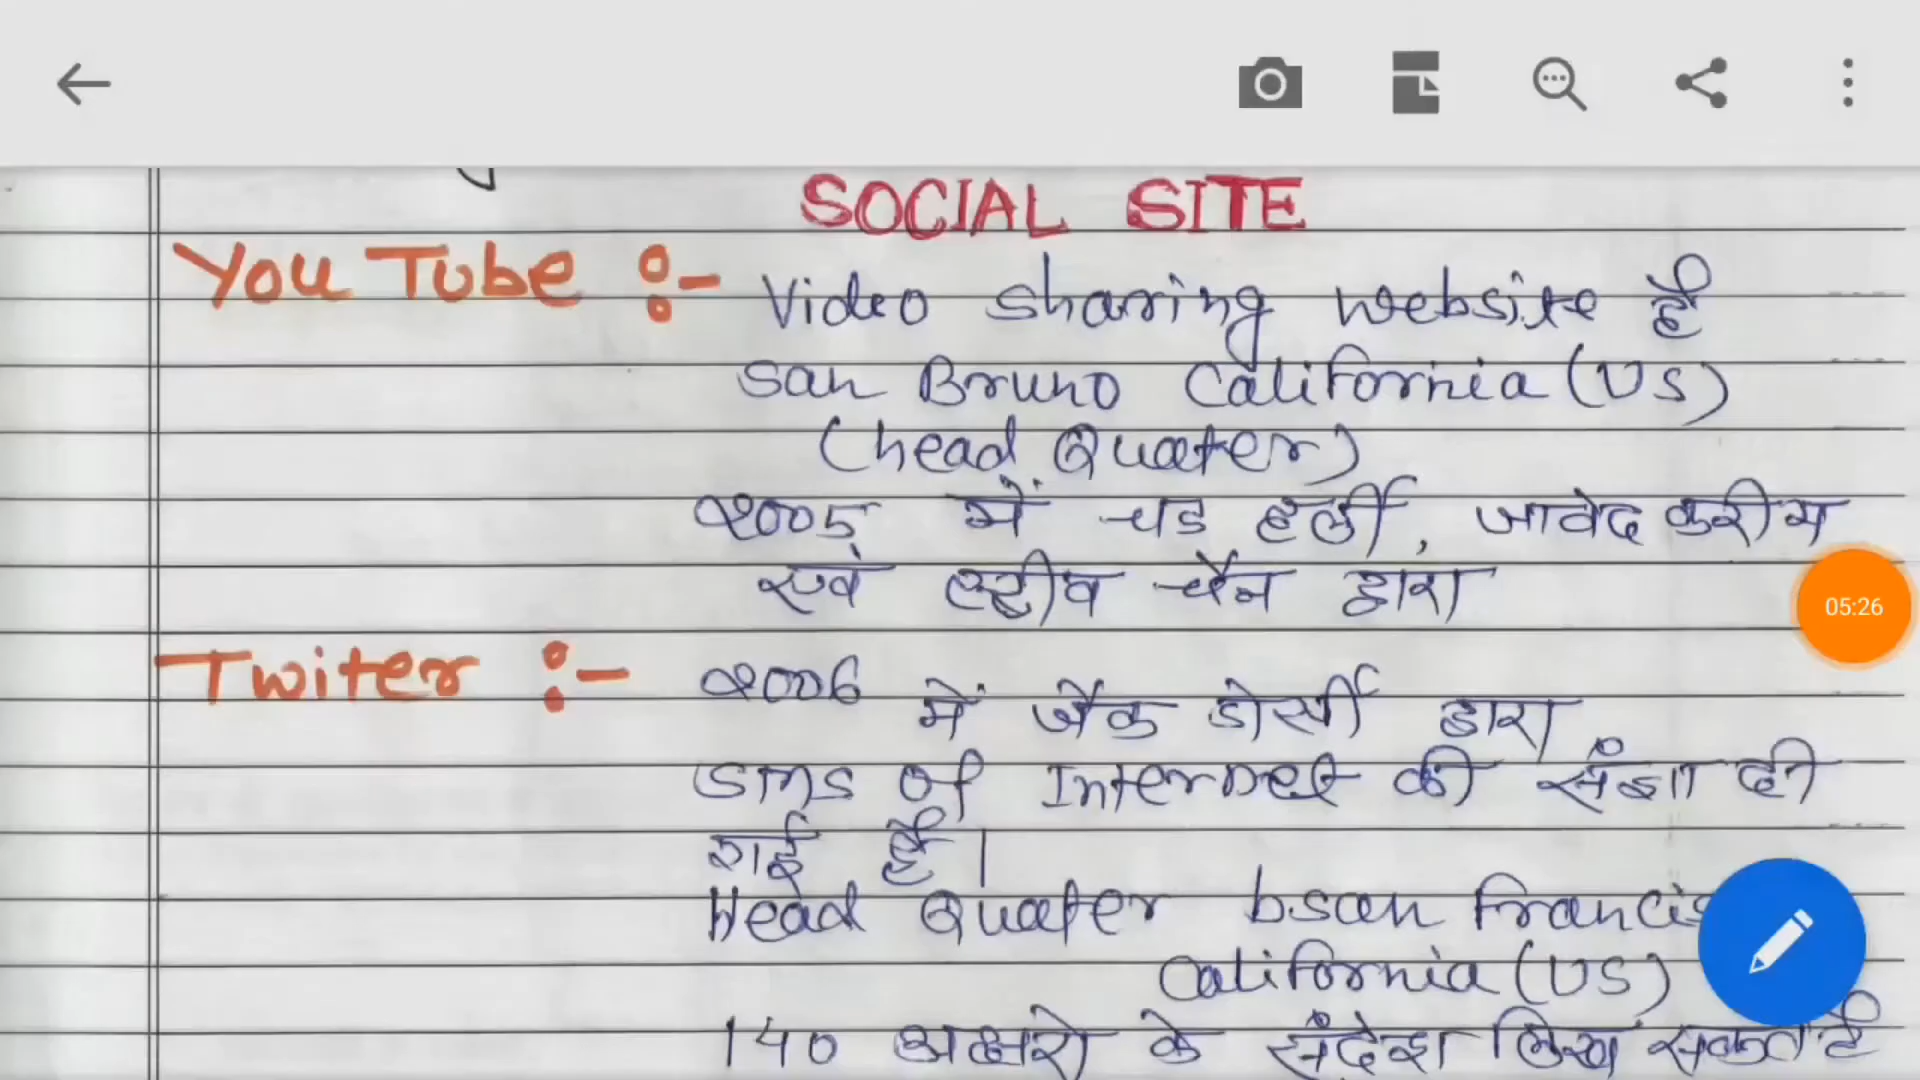 SOCIAL SITE
You Tube :- Video sharing website है
San Bruno California (US)
(head Quater)
2005 में चड हर्ली, जावेद करीम
एवं स्टीव चैन द्वारा
Twiter :- 2006 में जैक डोर्सी द्वारा
SMS of Internet की संज्ञा दी
गई है।
Head Quater bsan Francis
California (US)
140 अक्षरो के संदेश लिख सकते है
05:26